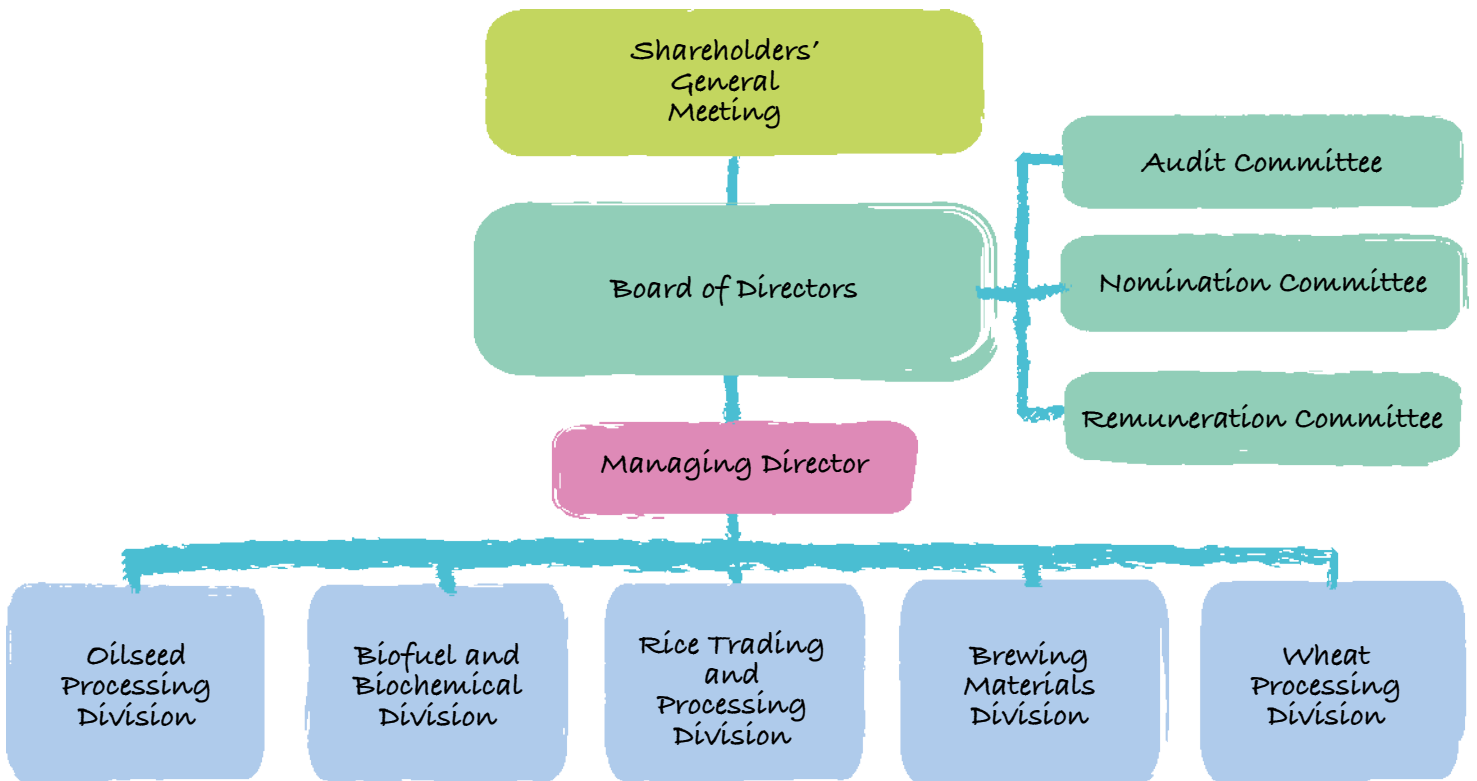 Shareholders'
General
Meeting
Audit Committee
Board of Directors
Nomination Committee
Remuneration Committee
Managing Director
Oilseed
Processing
Division
Biofuel and
Biochemical
Division
Rice Trading
and
Processing
Division
Brewing
Materials
Division
Wheat
Processing
Division